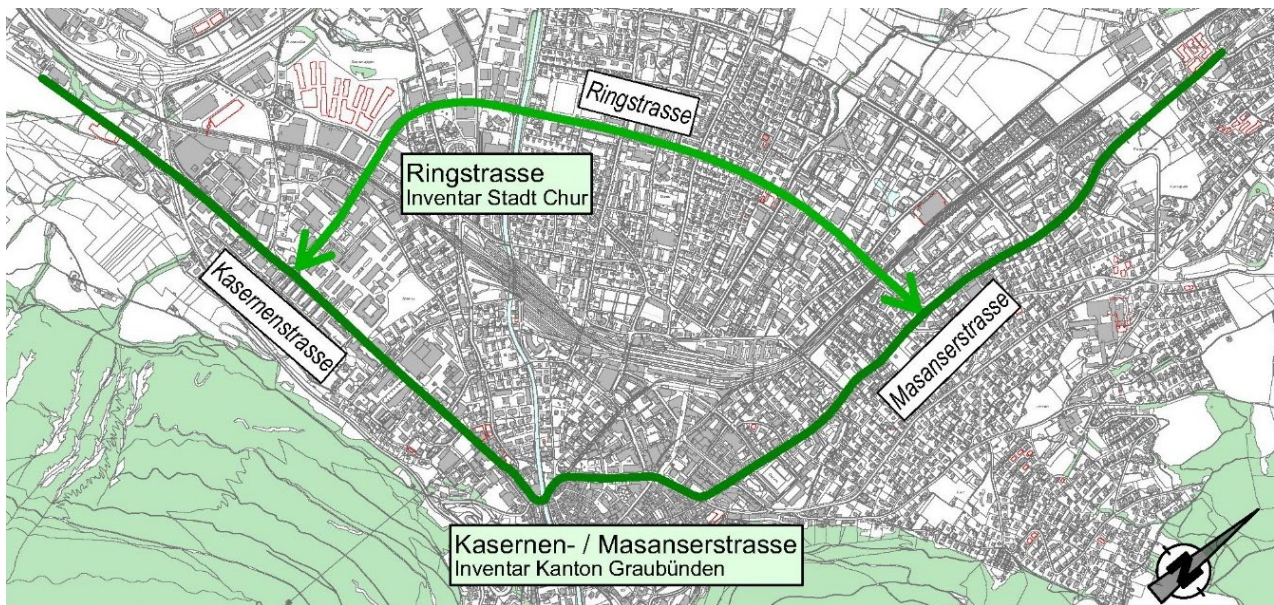 Ringstrasse
Ringstrasse
Inventar Stadt Chur
Kasernenstrasse
Masanserstrasse
Kasernen- / Masanserstrasse
Inventar Kanton Graubünden
N